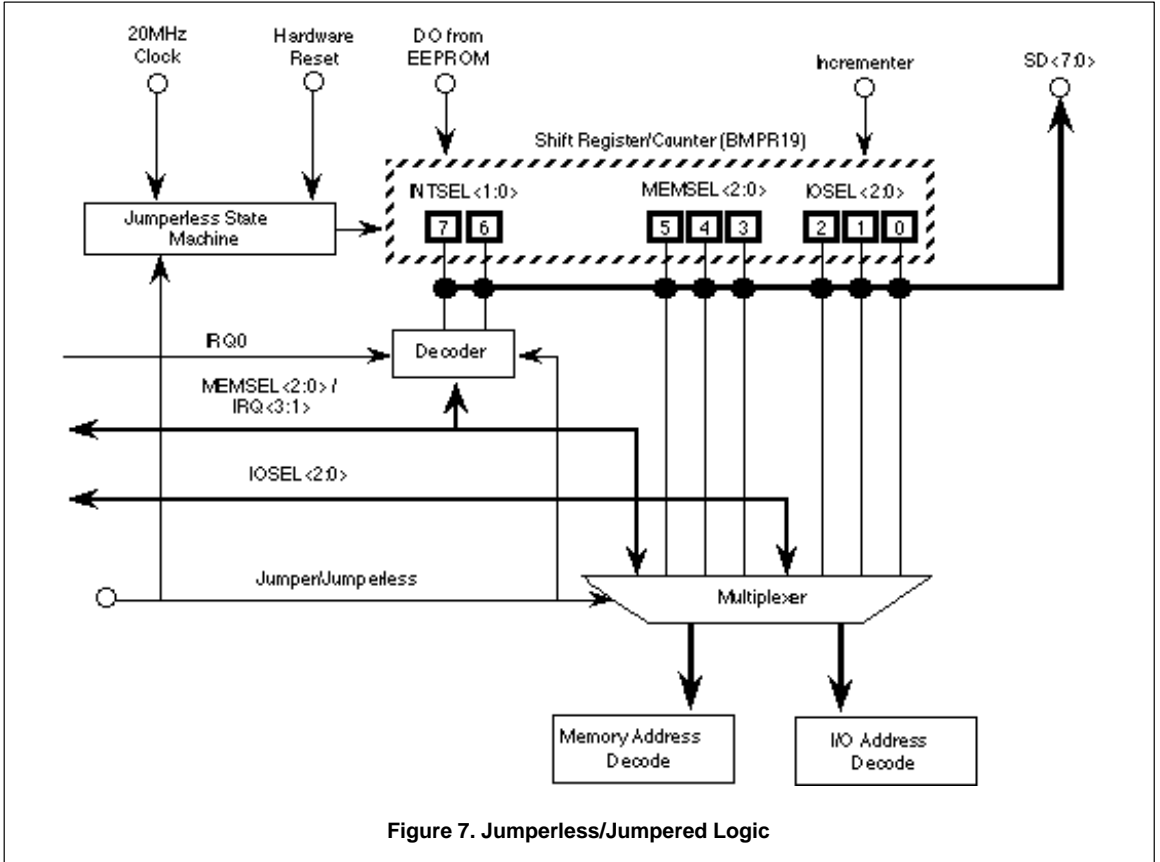 20MHz
Clock
Hardware
Reset
DO from
EEPROM
Incrementer
SD<7:0>
Shift Register/Counter (BMPR19)
INTSEL<1:0>
MEMSEL<2:0>
IOSEL<2:0>
7 6 5 4 3 2 1 0
Jumperless State
Machine
IRQ0
Decoder
MEMSEL<2:0>/
IRQ<3:1>
IOSEL<2:0>
Jumper/Jumperless
Multiplexer
Memory Address
Decode
I/O Address
Decode
Figure 7. Jumperless/Jumpered Logic